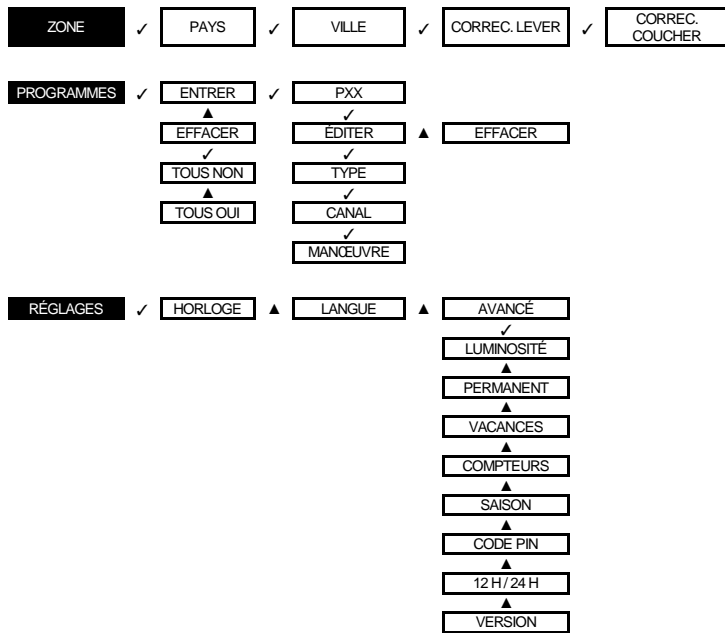 ZONE ✓ PAYS ✓ VILLE ✓ CORREC. LEVER ✓ CORREC. COUCHER
PROGRAMMES ✓ ENTRER ✓ PXX
▲ ✓
EFFACER ÉDITER ▲ EFFACER
✓ ✓
TOUS NON TYPE
▲ ✓
TOUS OUI CANAL
✓
MANŒUVRE
RÉGLAGES ✓ HORLOGE ▲ LANGUE ▲ AVANCÉ
✓
LUMINOSITÉ
▲
PERMANENT
▲
VACANCES
▲
COMPTEURS
▲
SAISON
▲
CODE PIN
▲
12 H / 24 H
▲
VERSION